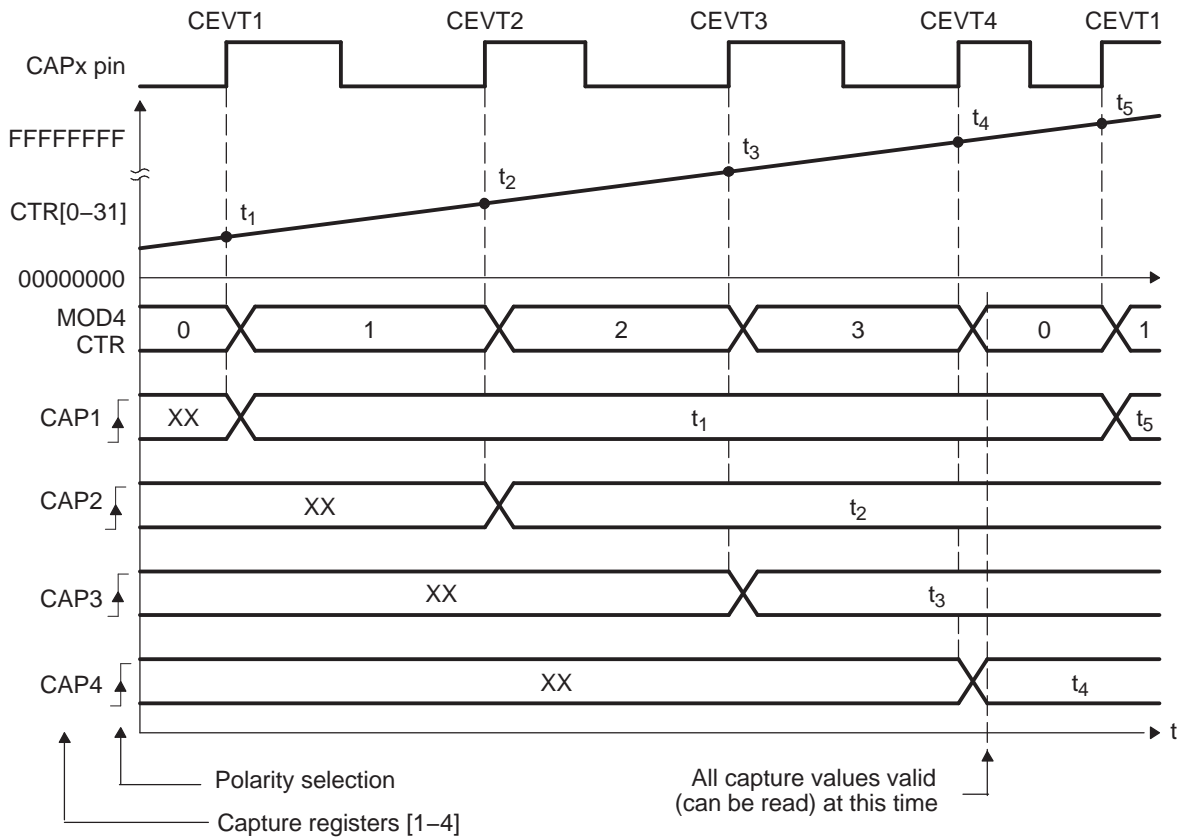 CEVT1 CEVT2 CEVT3 CEVT4 CEVT1
CAPx pin
FFFFFFFF
t5
t4
t3
t2
CTR[0−31]
t1
00000000
MOD4
CTR
0 1 2 3 0 1
CAP1 XX t1 t5
CAP2 XX t2
CAP3 XX t3
CAP4 XX t4
t
Polarity selection
All capture values valid
(can be read) at this time
Capture registers [1−4]